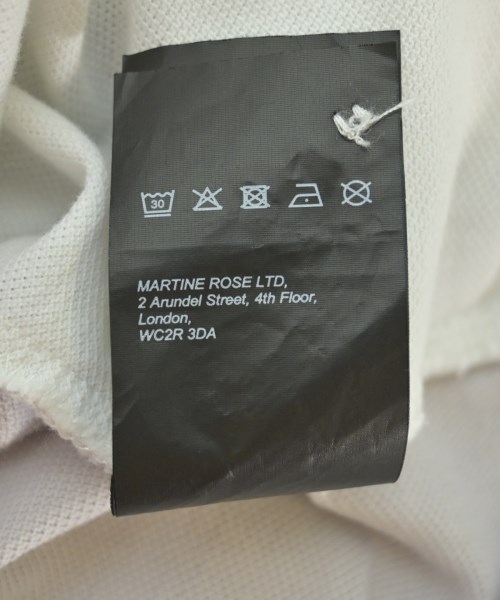 30
MARTINE ROSE LTD,
2 Arundel Street, 4th Floor,
London,
WC2R 3DA